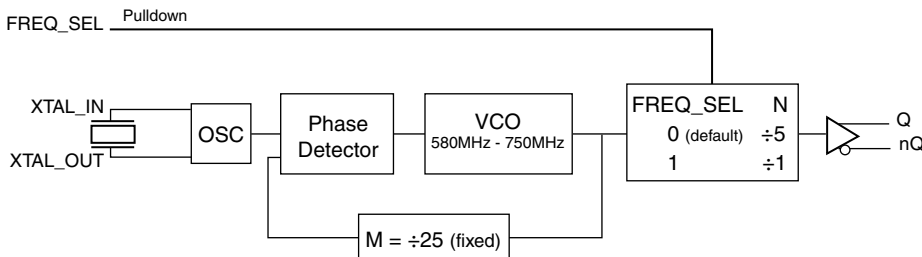 FREQ_SEL
Pulldown
XTAL_IN
XTAL_OUT
OSC
Phase
Detector
VCO
580MHz - 750MHz
FREQ_SEL N
0 (default) ÷5
1 ÷1
Q
nQ
M = ÷25 (fixed)